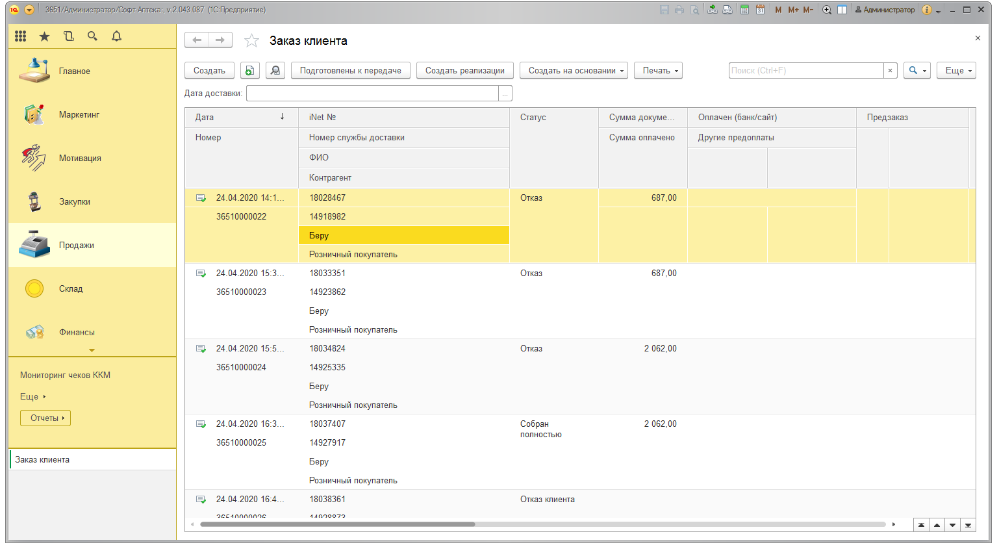 3651/Администратор/Софт-Аптека:, v.2.043.087 (1С:Предприятие)
M M+ M- Администратор
Главное
Маркетинг
Мотивация
Закупки
Продажи
Склад
Финансы
Мониторинг чеков ККМ
Еще
Отчеты
Заказ клиента
Заказ клиента
Создать Подготовлены к передаче Создать реализации Создать на основании Печать Поиск (Ctrl+F) Еще
Дата доставки: ...
Дата iNet № Статус Сумма докуме... Оплачен (банк/сайт) Предзаказ
Номер Номер службы доставки Сумма оплачено Другие предоплаты
ФИО
Контрагент
24.04.2020 14:1... 18028467 Отказ 687,00
36510000022 14918982
Беру
Розничный покупатель
24.04.2020 15:3... 18033351 Отказ 687,00
36510000023 14923862
Беру
Розничный покупатель
24.04.2020 15:5... 18034824 Отказ 2 062,00
36510000024 14925335
Беру
Розничный покупатель
24.04.2020 16:3... 18037407 Собран 2 062,00
полностью
36510000025 14927917
Беру
Розничный покупатель
24.04.2020 16:4... 18038361 Отказ клиента
36510000026 14928873